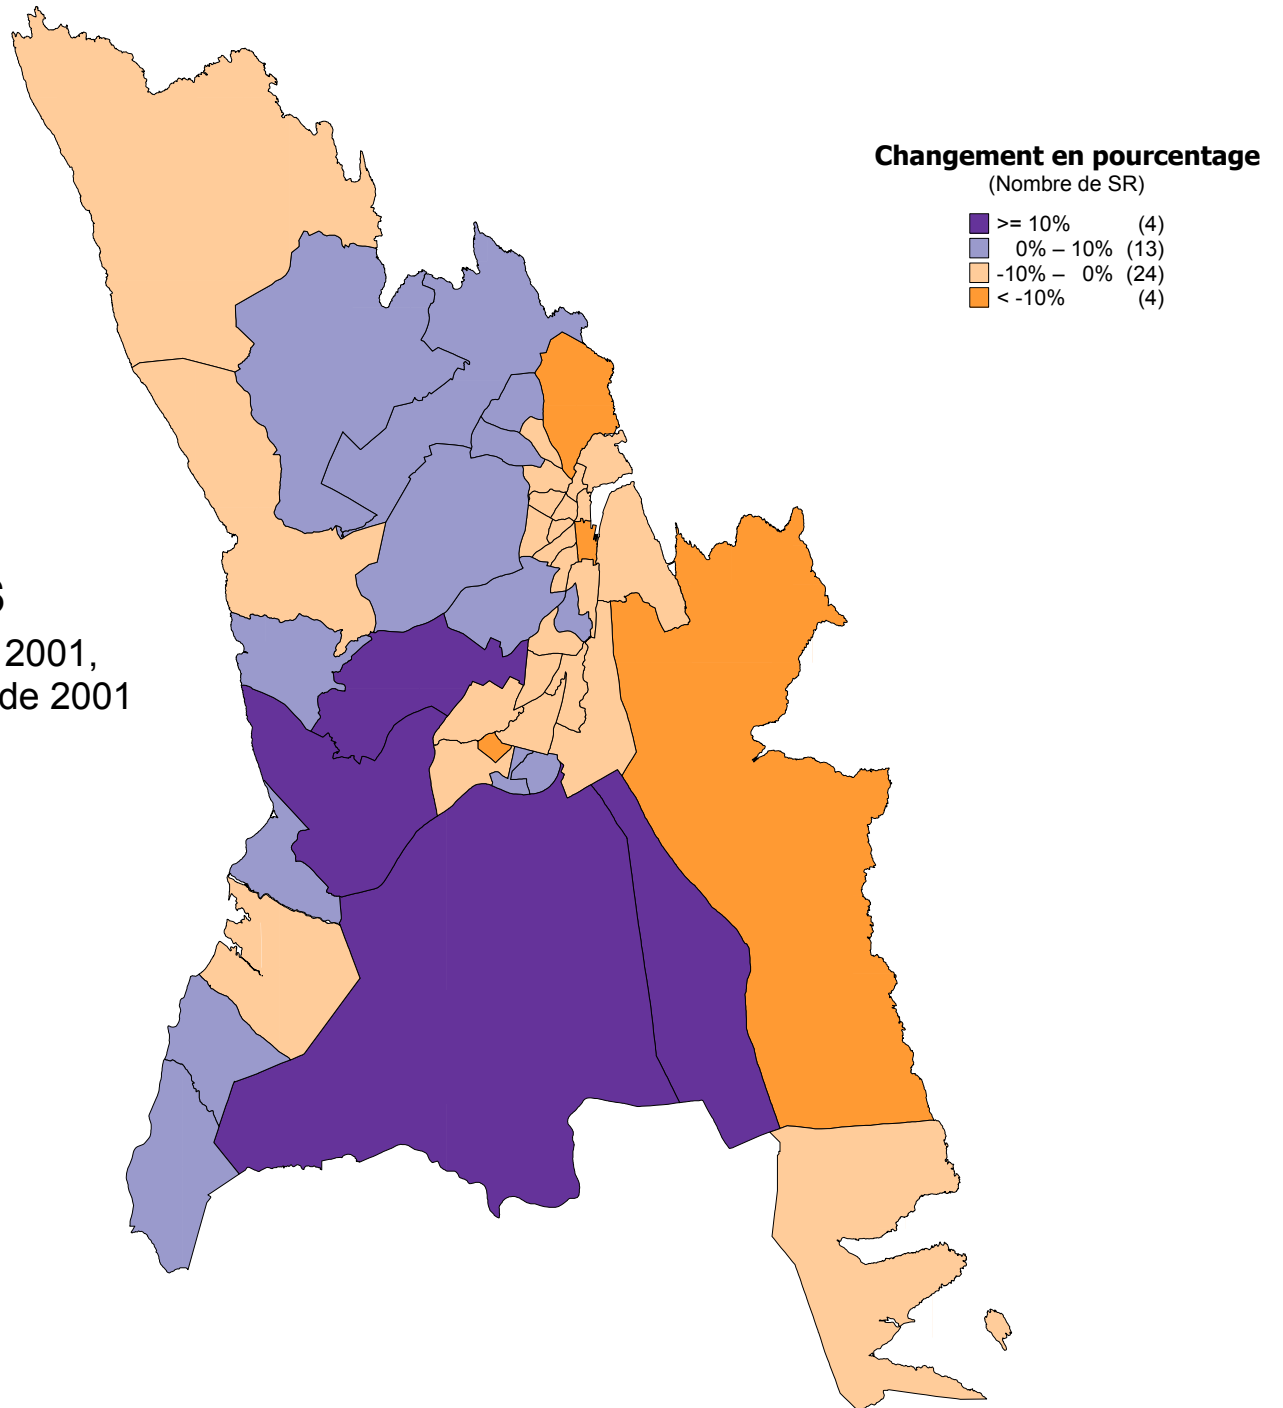 Changement en pourcentage
(Nombre de SR)
>= 10% (4)
0% – 10% (13)
-10% – 0% (24)
< -10% (4)
s
2001,
de 2001